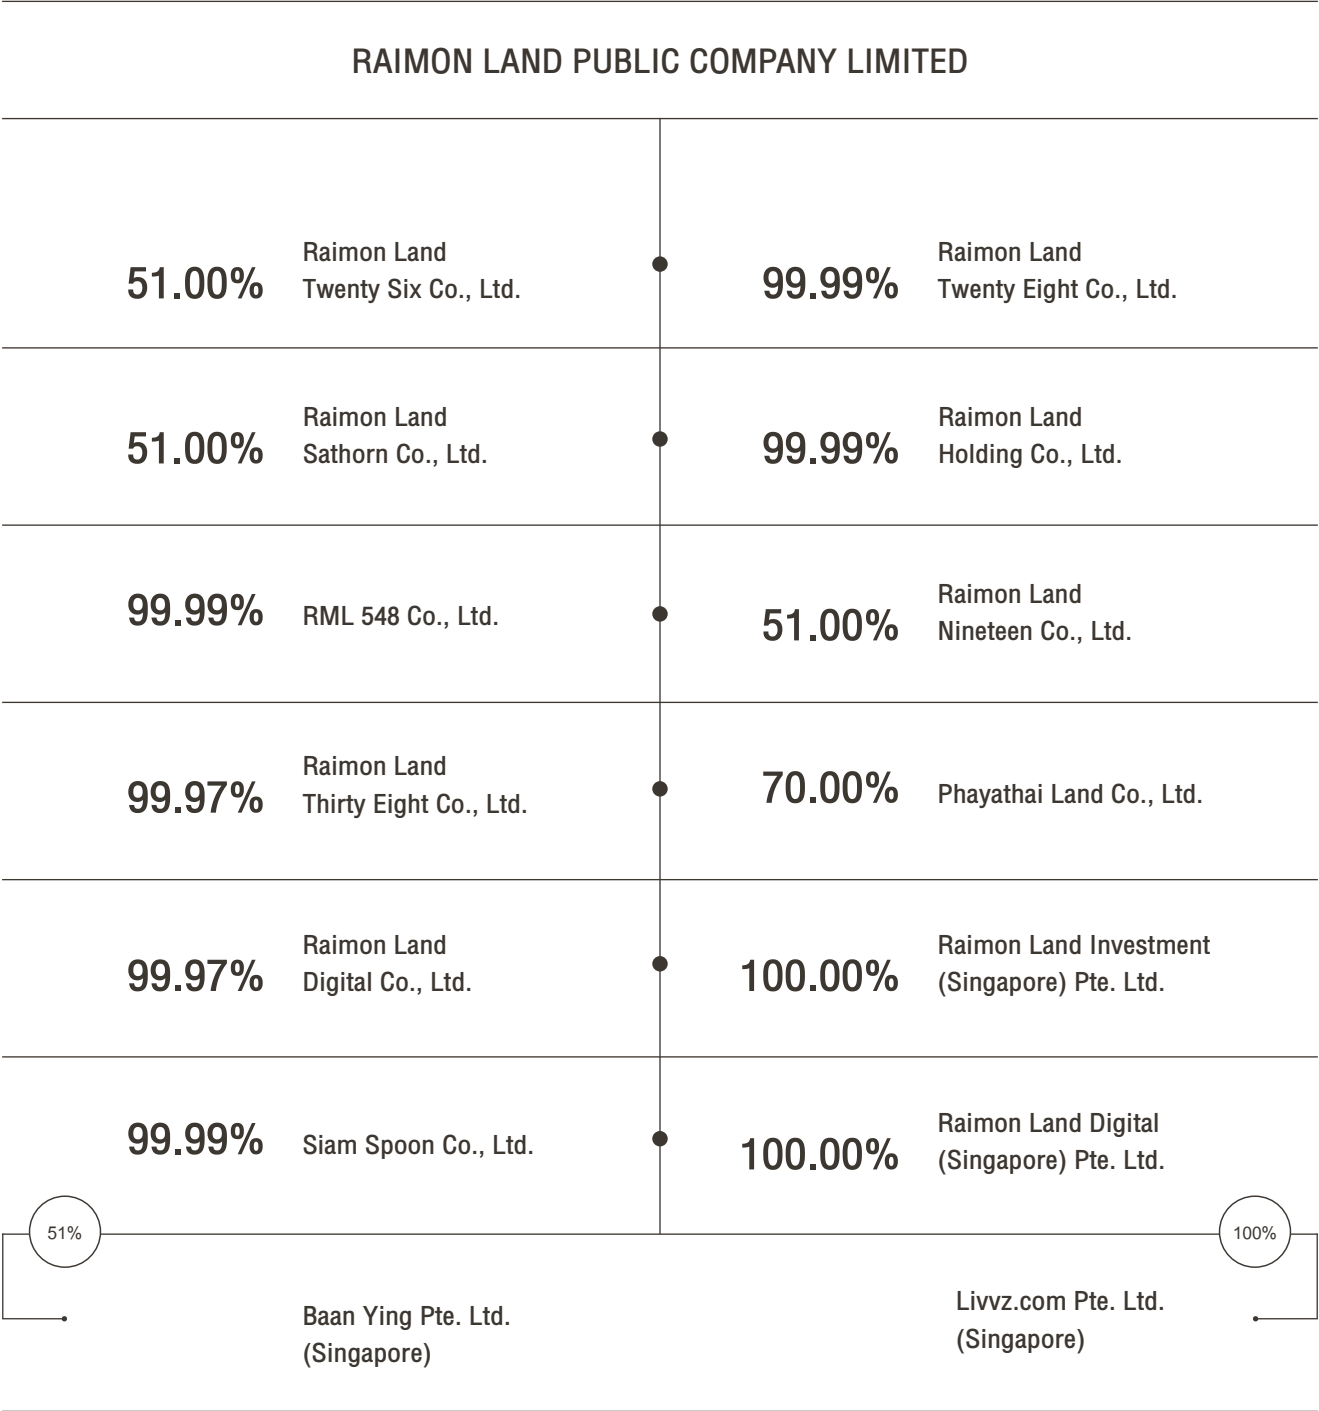 RAIMON LAND PUBLIC COMPANY LIMITED
51.00%
Raimon Land
Twenty Six Co., Ltd.
99.99%
Raimon Land
Twenty Eight Co., Ltd.
51.00%
Raimon Land
Sathorn Co., Ltd.
99.99%
Raimon Land
Holding Co., Ltd.
99.99%
RML 548 Co., Ltd.
51.00%
Raimon Land
Nineteen Co., Ltd.
99.97%
Raimon Land
Thirty Eight Co., Ltd.
70.00%
Phayathai Land Co., Ltd.
99.97%
Raimon Land
Digital Co., Ltd.
100.00%
Raimon Land Investment
(Singapore) Pte. Ltd.
99.99%
Siam Spoon Co., Ltd.
100.00%
Raimon Land Digital
(Singapore) Pte. Ltd.
51%
Baan Ying Pte. Ltd.
(Singapore)
100%
Livvz.com Pte. Ltd.
(Singapore)